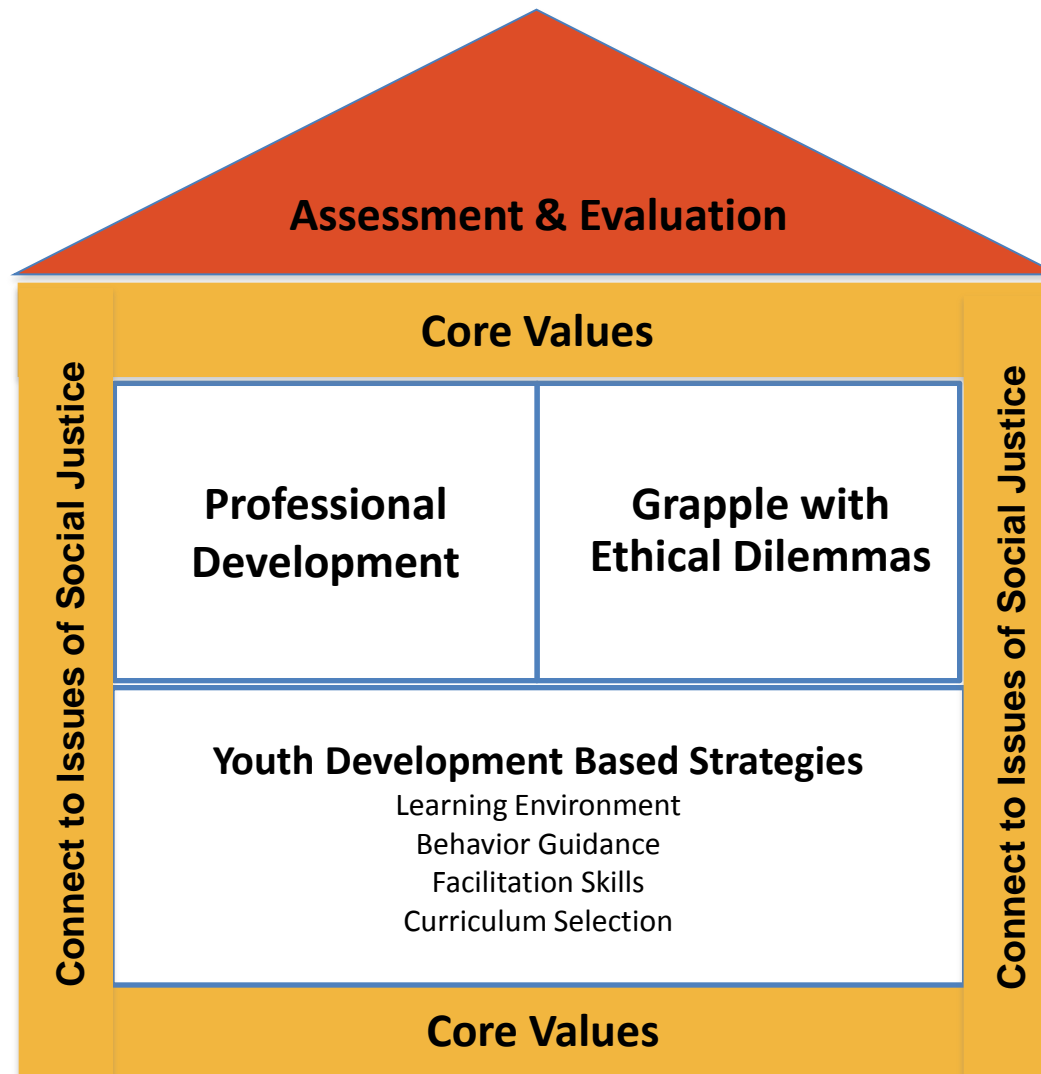 Assessment & Evaluation
Core Values
Connect to Issues of Social Justice
Professional
Development
Grapple with
Ethical Dilemmas
Connect to Issues of Social Justice
Youth Development Based Strategies
Learning Environment
Behavior Guidance
Facilitation Skills
Curriculum Selection
Core Values